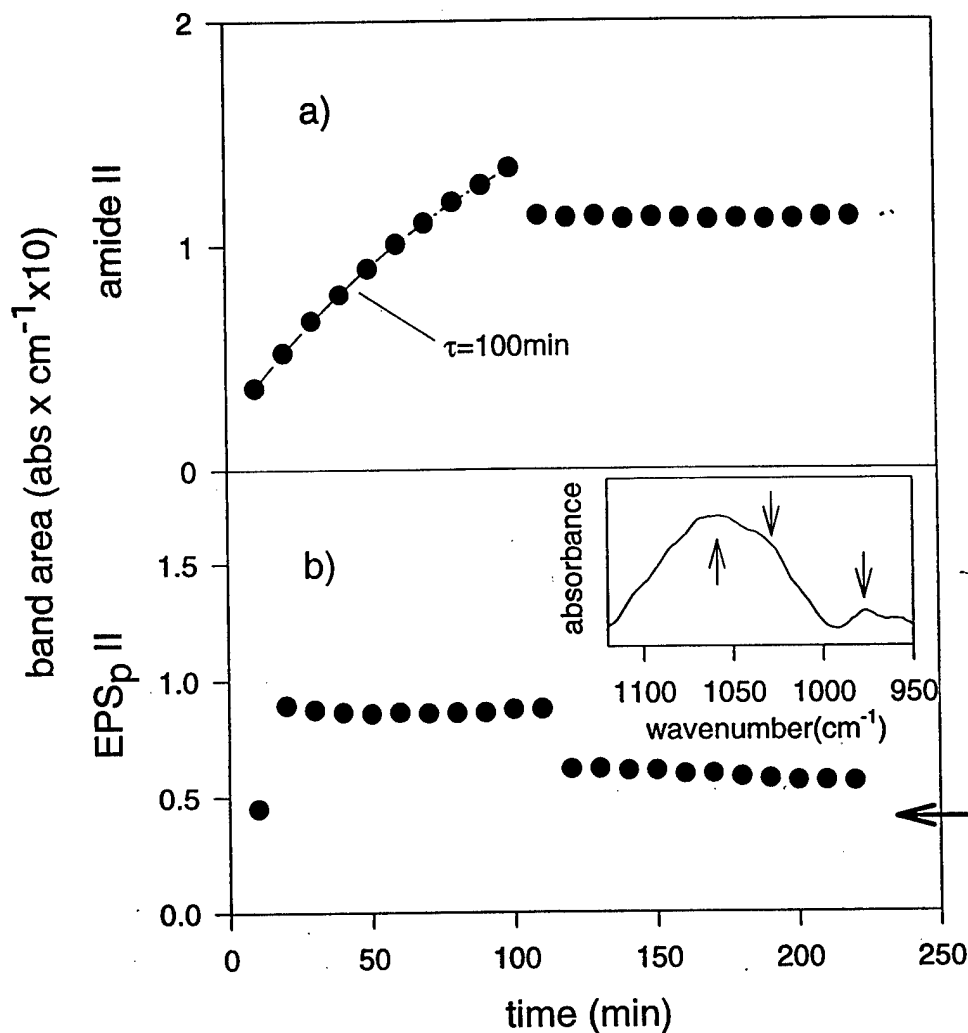 band area (abs x cm⁻¹x10)
amide II
EPSp II
2
1
0
a)
τ=100min
1.5
1.0
0.5
0.0
b)
absorbance
1100 1050 1000 950
wavenumber(cm⁻¹)
0 50 100 150 200 250
time (min)